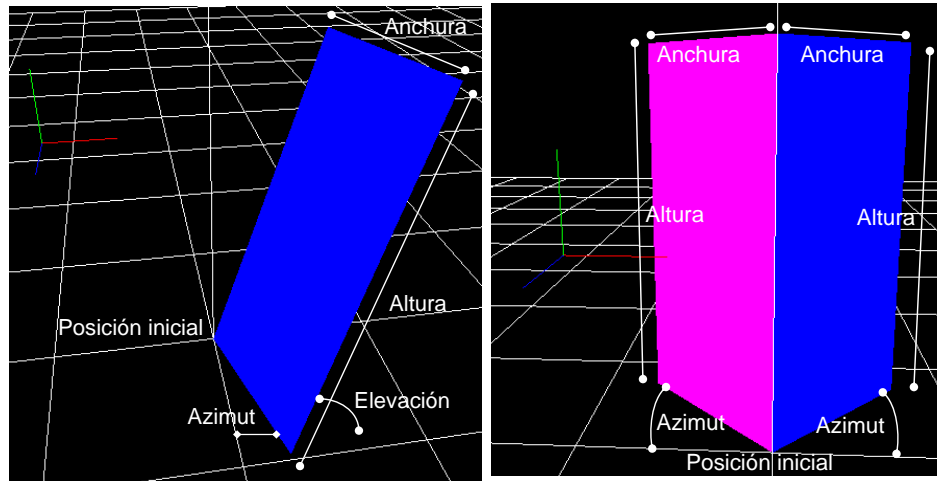 Anchura
Altura
Posición inicial
Elevación
Azimut
Anchura
Anchura
Altura
Altura
Azimut
Azimut
Posición inicial